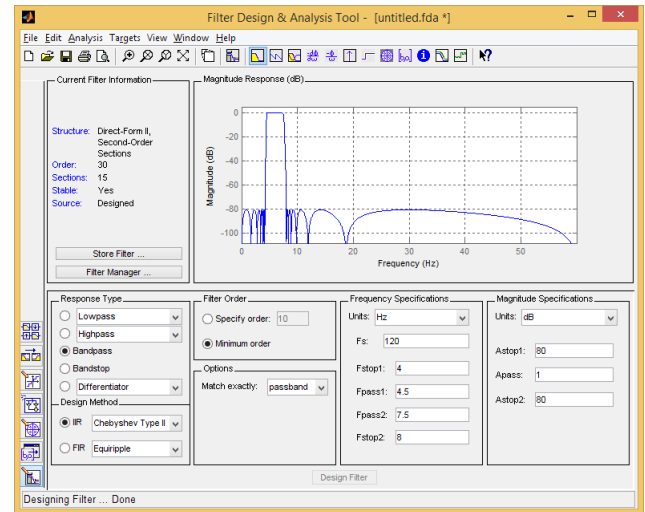 Filter Design & Analysis Tool - [untitled.fda *]
File Edit Analysis Targets View Window Help
Current Filter Information
Structure: Direct-Form II, Second-Order Sections
Order: 30
Sections: 15
Stable: Yes
Source: Designed
Store Filter ...
Filter Manager ...
Magnitude Response (dB)
Magnitude (dB)
0
-20
-40
-60
-80
-100
0 10 20 30 40 50
Frequency (Hz)
Response Type
Lowpass
Highpass
Bandpass
Bandstop
Differentiator
Design Method
IIR Chebyshev Type II
FIR Equiripple
Filter Order
Specify order: 10
Minimum order
Options
Match exactly: passband
Frequency Specifications
Units: Hz
Fs: 120
Fstop1: 4
Fpass1: 4.5
Fpass2: 7.5
Fstop2: 8
Magnitude Specifications
Units: dB
Astop1: 80
Apass: 1
Astop2: 80
Design Filter
Designing Filter ... Done